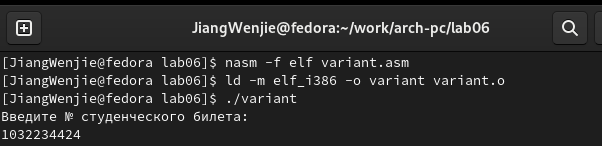 JiangWenjie@fedora:~/work/arch-pc/lab06
[JiangWenjie@fedora lab06]$ nasm -f elf variant.asm
[JiangWenjie@fedora lab06]$ ld -m elf_i386 -o variant variant.o
[JiangWenjie@fedora lab06]$ ./variant
Введите № студенческого билета:
1032234424